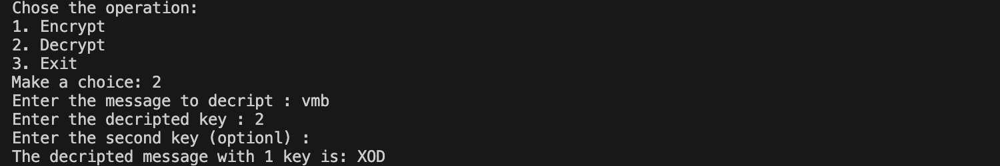 Chose the operation:
1. Encrypt
2. Decrypt
3. Exit
Make a choice: 2
Enter the message to decript : vmb
Enter the decripted key : 2
Enter the second key (optionl) :
The decripted message with 1 key is: XOD